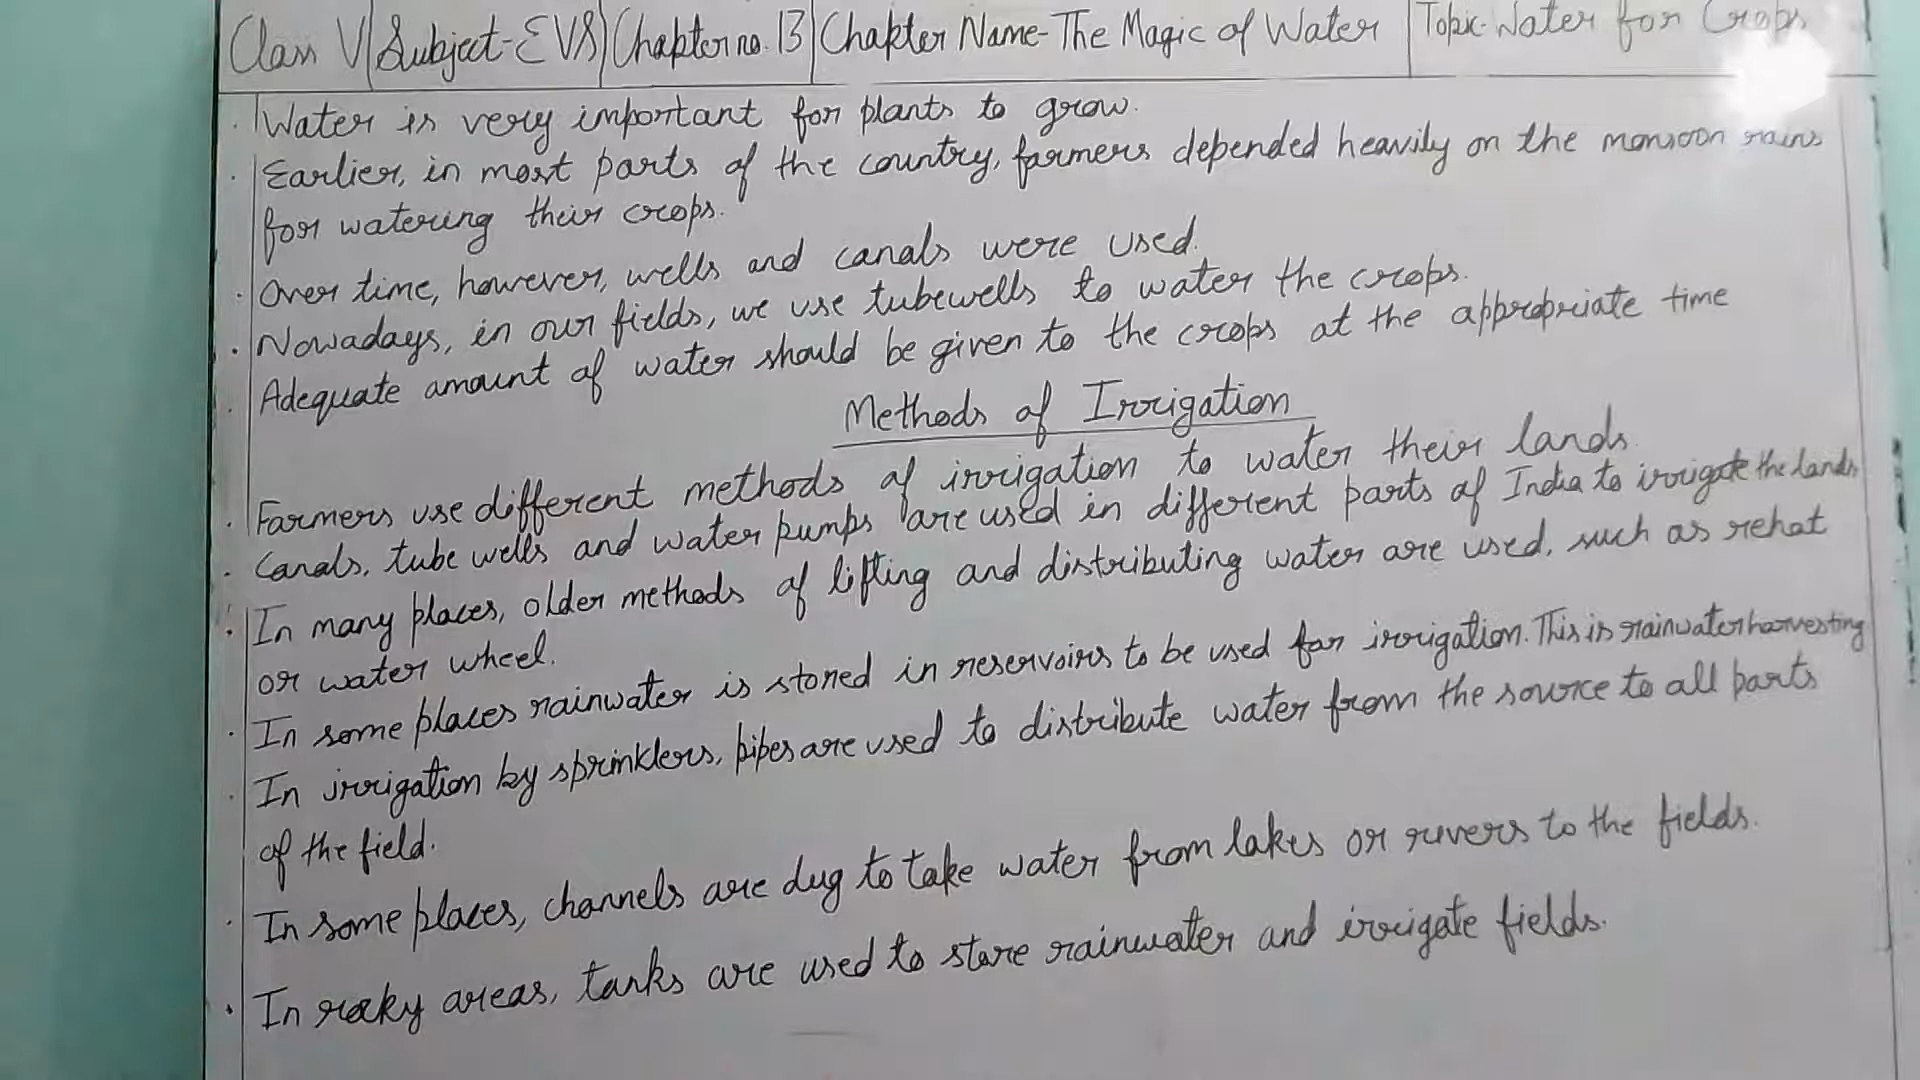 Class V | Subject-EVS | Chapter no. 13 | Chapter Name- The Magic of Water | Topic- Water for Crops
. Water is very important for plants to grow.
. Earlier, in most parts of the country, farmers depended heavily on the monsoon rains
for watering their crops.
. Over time, however, wells and canals were used.
. Nowadays, in our fields, we use tubewells to water the crops.
. Adequate amount of water should be given to the crops at the appropriate time
Methods of Irrigation
. Farmers use different methods of irrigation to water their lands.
. Canals, tube wells and water pumps are used in different parts of India to irrigate the lands
. In many places, older methods of lifting and distributing water are used, such as rehat
or water wheel.
. In some places rainwater is stored in reservoirs to be used for irrigation. This is rainwater harvesting
. In irrigation by sprinklers, pipes are used to distribute water from the source to all parts
of the field.
. In some places, channels are dug to take water from lakes or rivers to the fields.
. In rocky areas, tanks are used to store rainwater and irrigate fields.